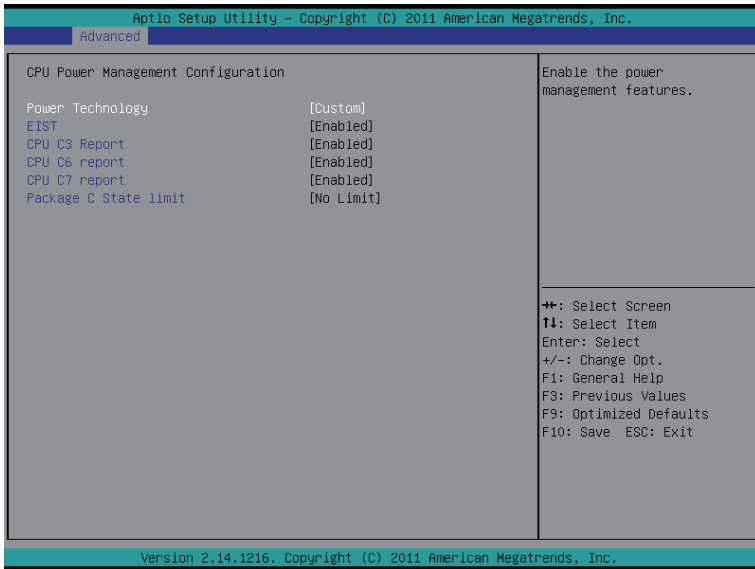 Aptio Setup Utility – Copyright (C) 2011 American Megatrends, Inc.
Advanced
CPU Power Management Configuration
Power Technology [Custom]
EIST [Enabled]
CPU C3 Report [Enabled]
CPU C6 report [Enabled]
CPU C7 report [Enabled]
Package C State limit [No Limit]
Enable the power
management features.
→←: Select Screen
↑↓: Select Item
Enter: Select
+/-: Change Opt.
F1: General Help
F3: Previous Values
F9: Optimized Defaults
F10: Save ESC: Exit
Version 2.14.1216. Copyright (C) 2011 American Megatrends, Inc.